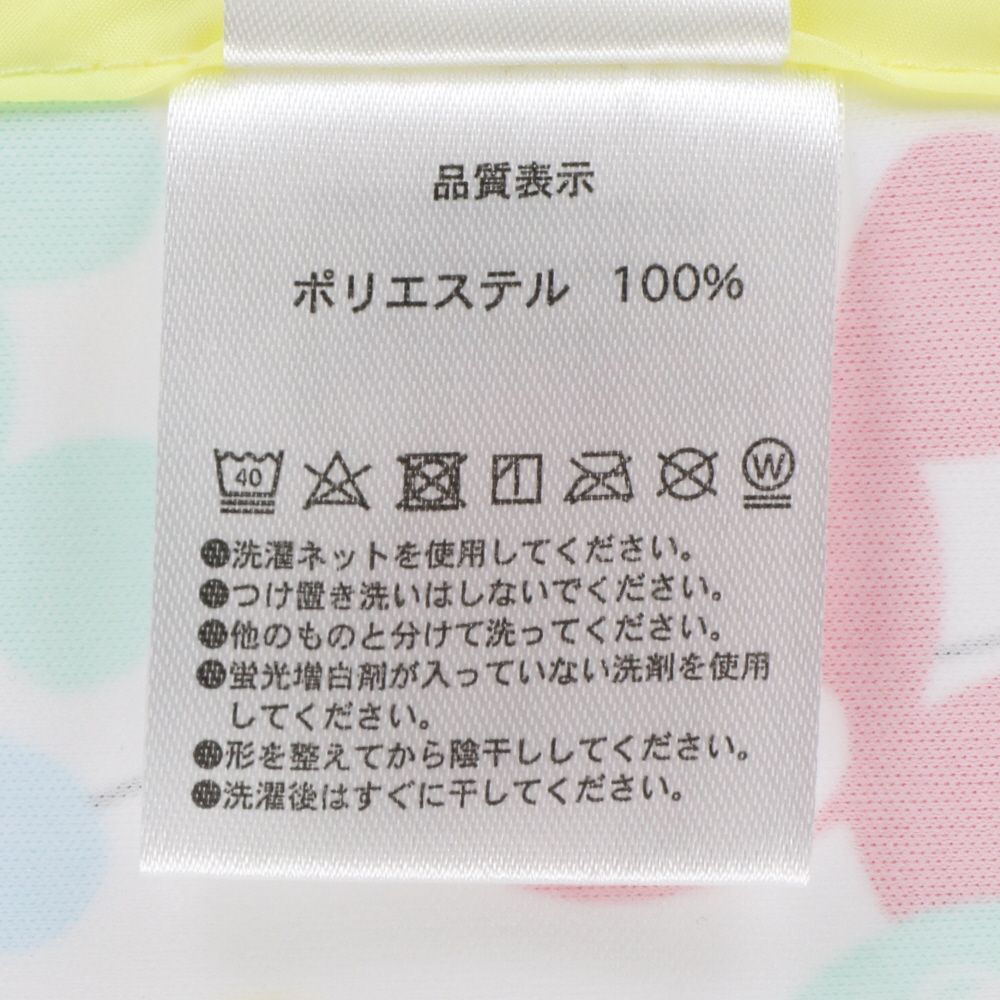 品質表示
ポリエステル 100%
40 W
●洗濯ネットを使用してください。
●つけ置き洗いはしないでください。
●他のものと分けて洗ってください。
●蛍光増白剤が入っていない洗剤を使用
してください。
●形を整えてから陰干ししてください。
●洗濯後はすぐに干してください。